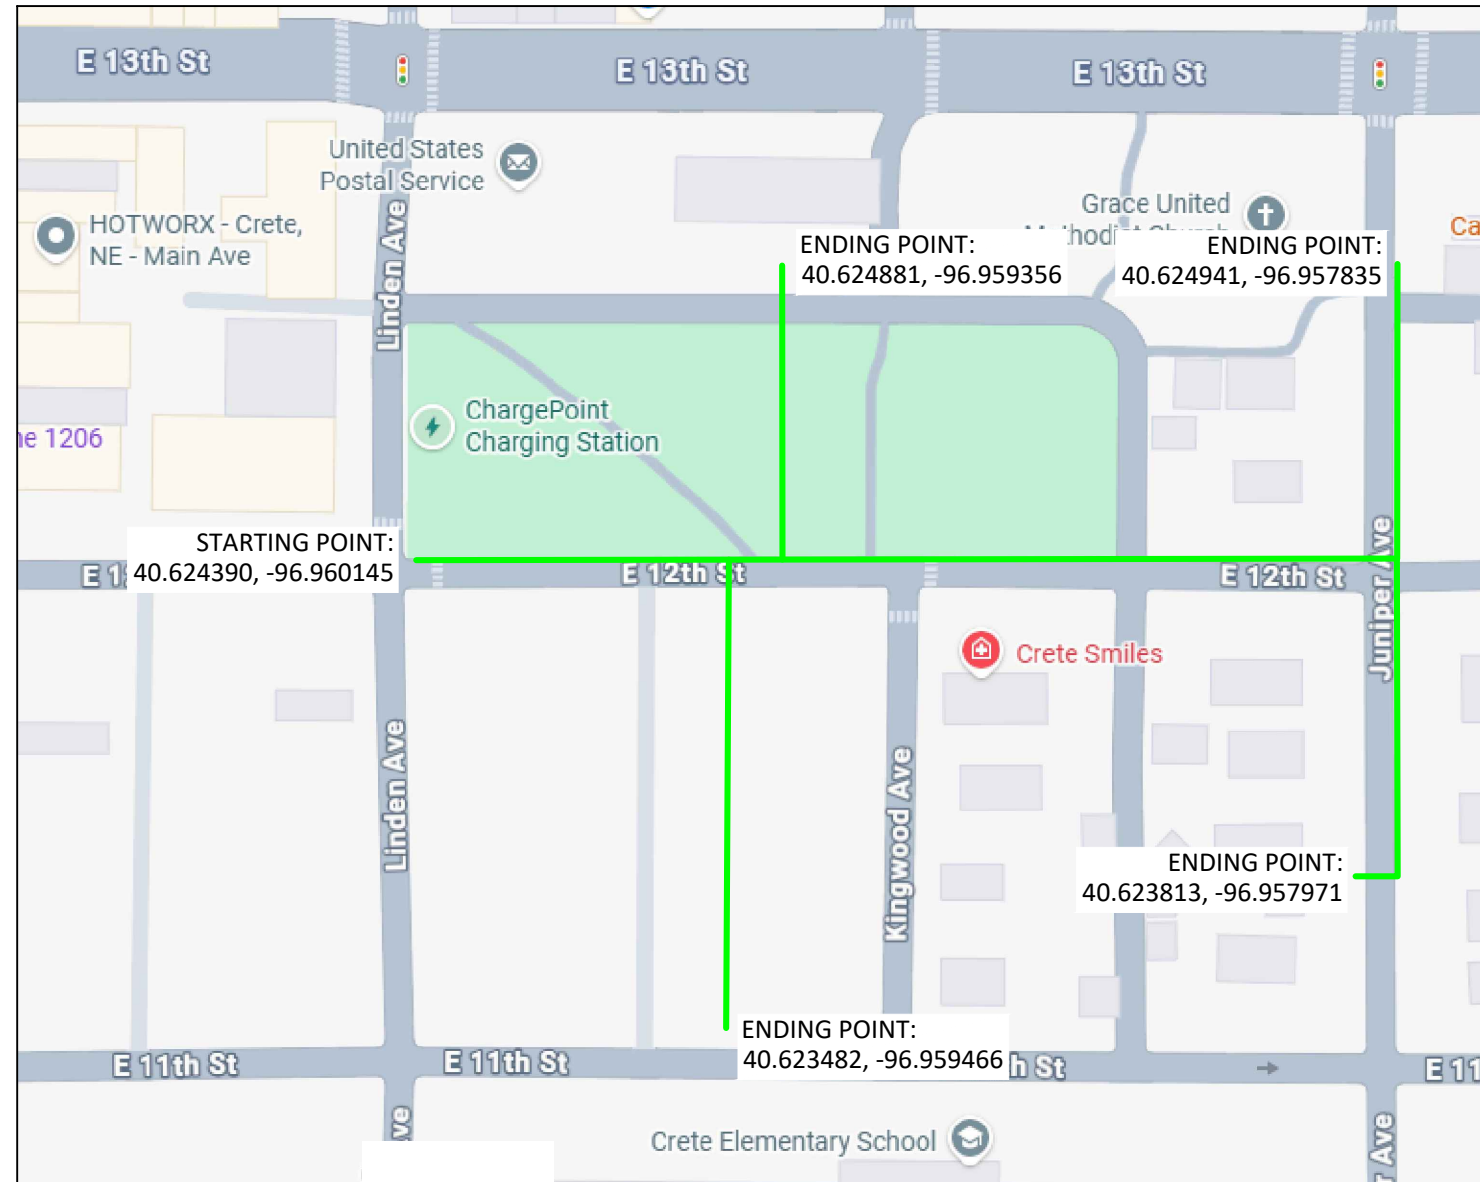 E 13th St
E 13th St
E 13th St
United States
Postal Service
HOTWORX - Crete,
NE - Main Ave
Linden Ave
Grace United
Ca
ENDING POINT:
40.624881, -96.959356
ENDING POINT:
40.624941, -96.957835
ChargePoint
Charging Station
1206
STARTING POINT:
40.624390, -96.960145
E 12th St
E 12th St
Juniper Ave
Crete Smiles
Linden Ave
Kingwood Ave
ENDING POINT:
40.623813, -96.957971
ENDING POINT:
40.623482, -96.959466
E 11th St
E 11th St
h St
E 11
Crete Elementary School
ve
r Ave